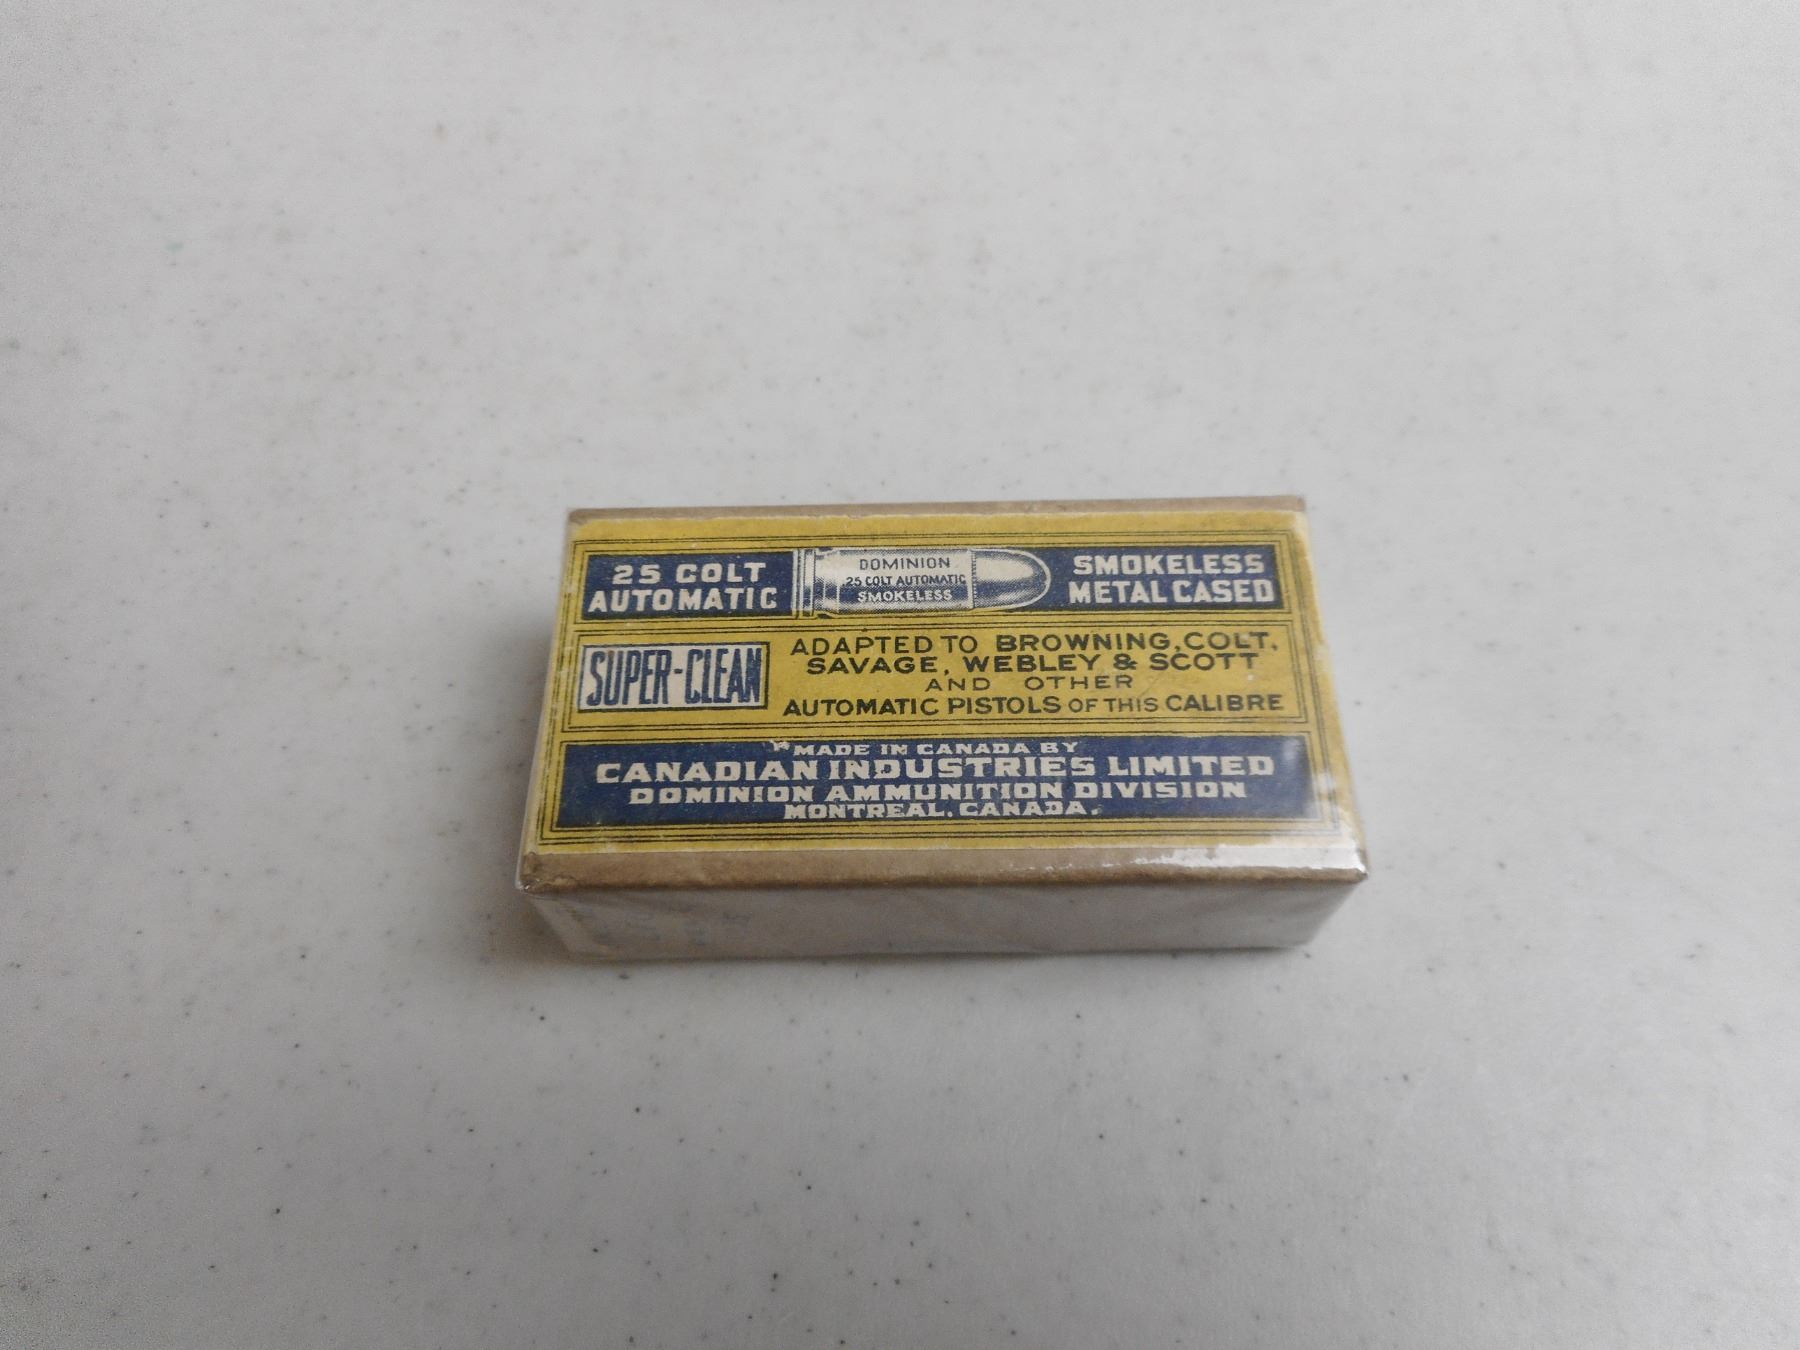 25 COLT
AUTOMATIC
DOMINION
.25 COLT AUTOMATIC
SMOKELESS
SMOKELESS
METAL CASED
SUPER-CLEAN
ADAPTED TO BROWNING, COLT,
SAVAGE, WEBLEY & SCOTT
AND OTHER
AUTOMATIC PISTOLS OF THIS CALIBRE
MADE IN CANADA BY
CANADIAN INDUSTRIES LIMITED
DOMINION AMMUNITION DIVISION
MONTREAL, CANADA.